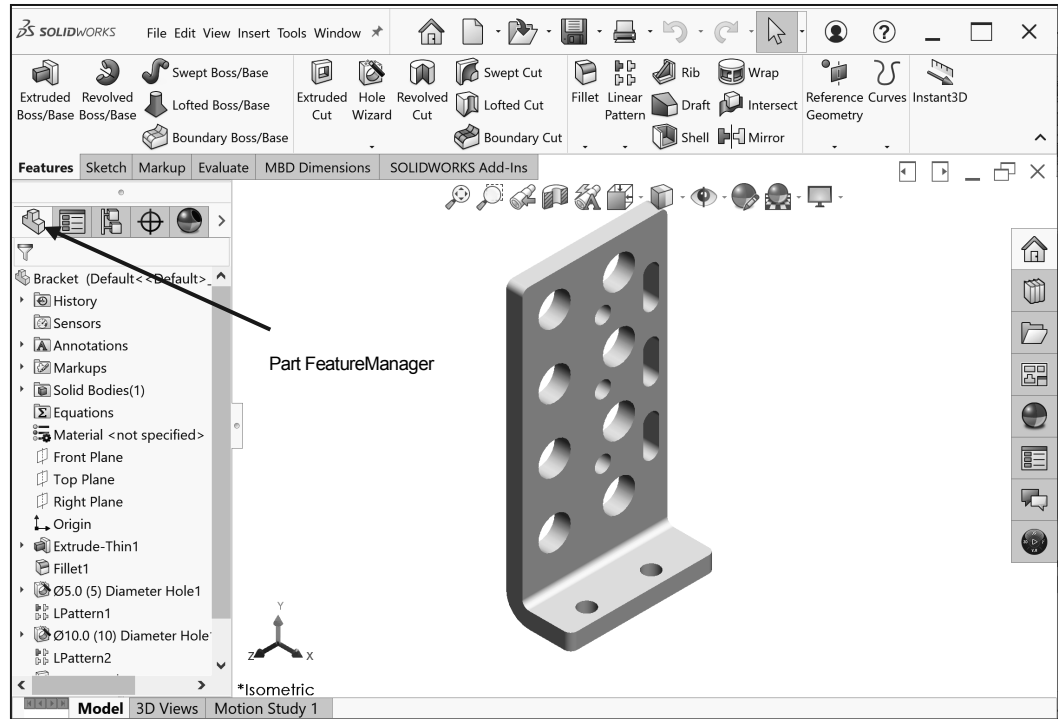 SOLIDWORKS File Edit View Insert Tools Window
Extruded Boss/Base
Revolved Boss/Base
Swept Boss/Base
Lofted Boss/Base
Boundary Boss/Base
Extruded Cut
Hole Wizard
Revolved Cut
Swept Cut
Lofted Cut
Boundary Cut
Fillet
Linear Pattern
Rib
Draft
Shell
Wrap
Intersect
Mirror
Reference Geometry
Curves
Instant3D
Features Sketch Markup Evaluate MBD Dimensions SOLIDWORKS Add-Ins
Bracket (Default<<Default>_
History
Sensors
Annotations
Markups
Solid Bodies(1)
Equations
Material <not specified>
Front Plane
Top Plane
Right Plane
Origin
Extrude-Thin1
Fillet1
Ø5.0 (5) Diameter Hole1
LPattern1
Ø10.0 (10) Diameter Hole
LPattern2
Part FeatureManager
Y
Z X
*Isometric
Model 3D Views Motion Study 1